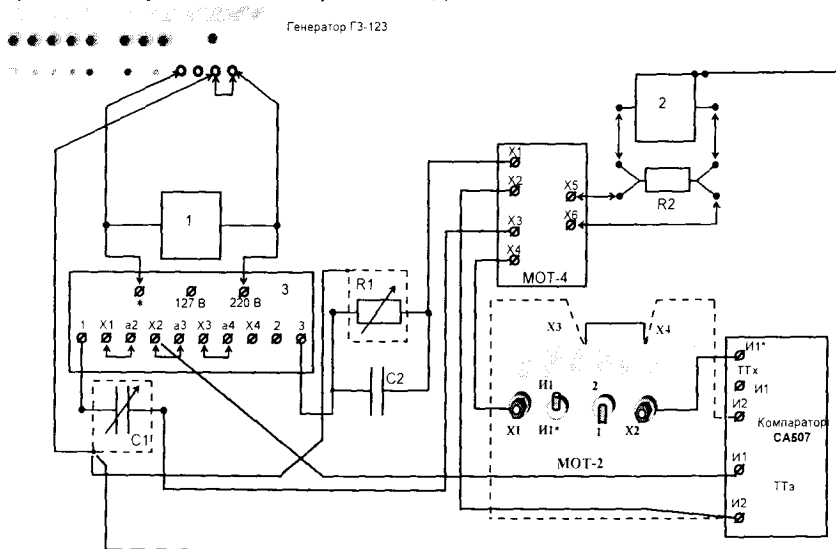 Генератор Г3-123
2
X1
X2
X5
R2
X3
X6
X4
МОТ-4
1
*
127 В
220 В
3
R1
1 X1 a2 X2 a3 X3 a4 X4 2 3
C1
C2
X3
X4
И1
2
X1
И1*
1
X2
МОТ-2
И1*
ТТх
И1
И2
Компаратор
СА507
И1
ТТэ
И2